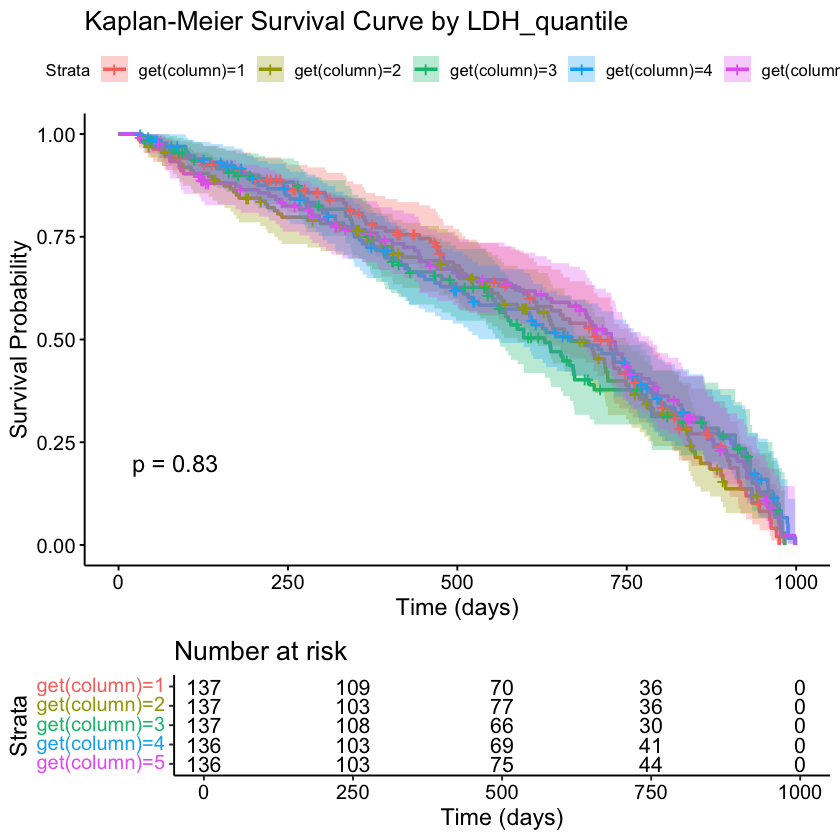 Kaplan-Meier Survival Curve by LDH_quantile
Strata get(column)=1 get(column)=2 get(column)=3 get(column)=4 get(colum
1.00
0.75
0.50
0.25
0.00
Survival Probability
p = 0.83
0 250 500 750 1000
Time (days)
Number at risk
Strata
get(column)=1 137 109 70 36 0
get(column)=2 137 103 77 36 0
get(column)=3 137 108 66 30 0
get(column)=4 136 103 69 41 0
get(column)=5 136 103 75 44 0
0 250 500 750 1000
Time (days)